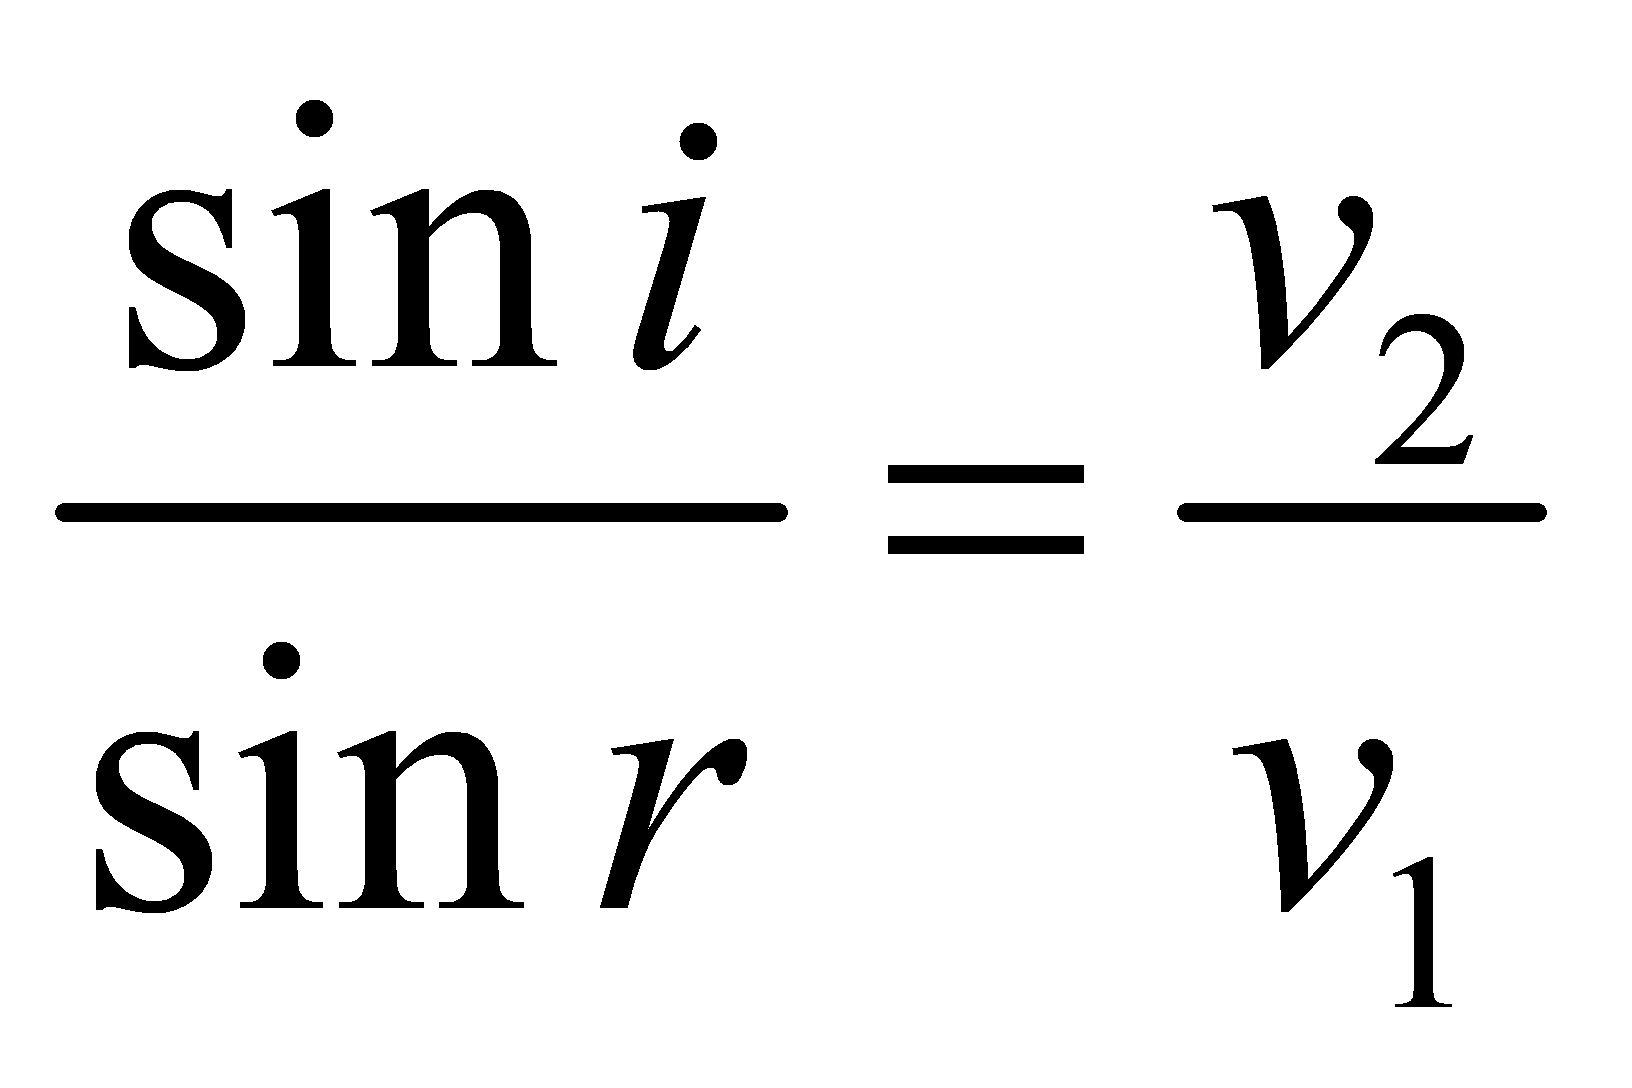 sin i / sin r = v₂ / v₁